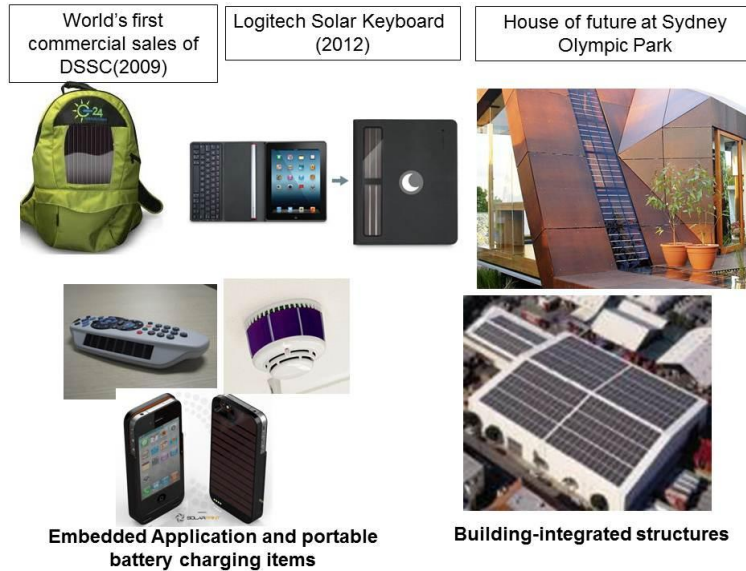 World's first
commercial sales of
DSSC(2009)
Logitech Solar Keyboard
(2012)
House of future at Sydney
Olympic Park
G24
Embedded Application and portable
battery charging items
Building-integrated structures